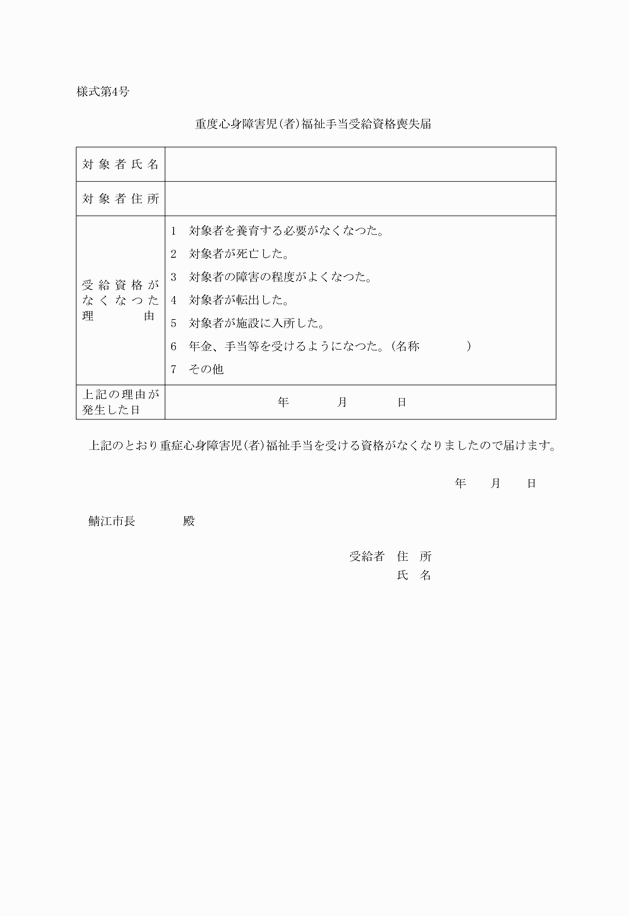 様式第4号
重度心身障害児(者)福祉手当受給資格喪失届
対象者氏名
対象者住所
受給資格が
なくなつた
理由
1 対象者を養育する必要がなくなつた。
2 対象者が死亡した。
3 対象者の障害の程度がよくなつた。
4 対象者が転出した。
5 対象者が施設に入所した。
6 年金、手当等を受けるようになつた。(名称　　　　)
7 その他
上記の理由が
発生した日
年　　　　月　　　　日
上記のとおり重症心身障害児(者)福祉手当を受ける資格がなくなりましたので届けます。
年　　月　　日
鯖江市長　　　　殿
受給者　住　所
氏　名